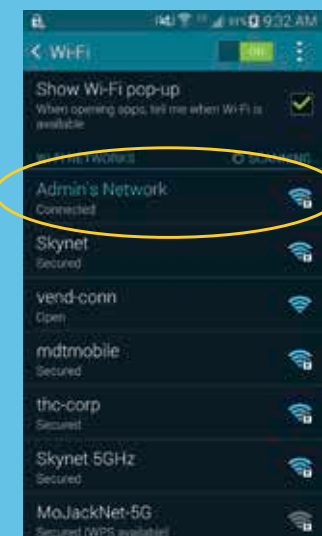 9:32 AM
Wi-Fi
ON
Show Wi-Fi pop-up
When opening apps, tell me when Wi-Fi is
available
WI-FI NETWORKS SCANNING
Admin's Network
Connected
Skynet
Secured
vend-conn
Open
mdtmobile
Secured
thc-corp
Secured
Skynet 5GHz
Secured
MoJackNet-5G
Secured (WPS available)